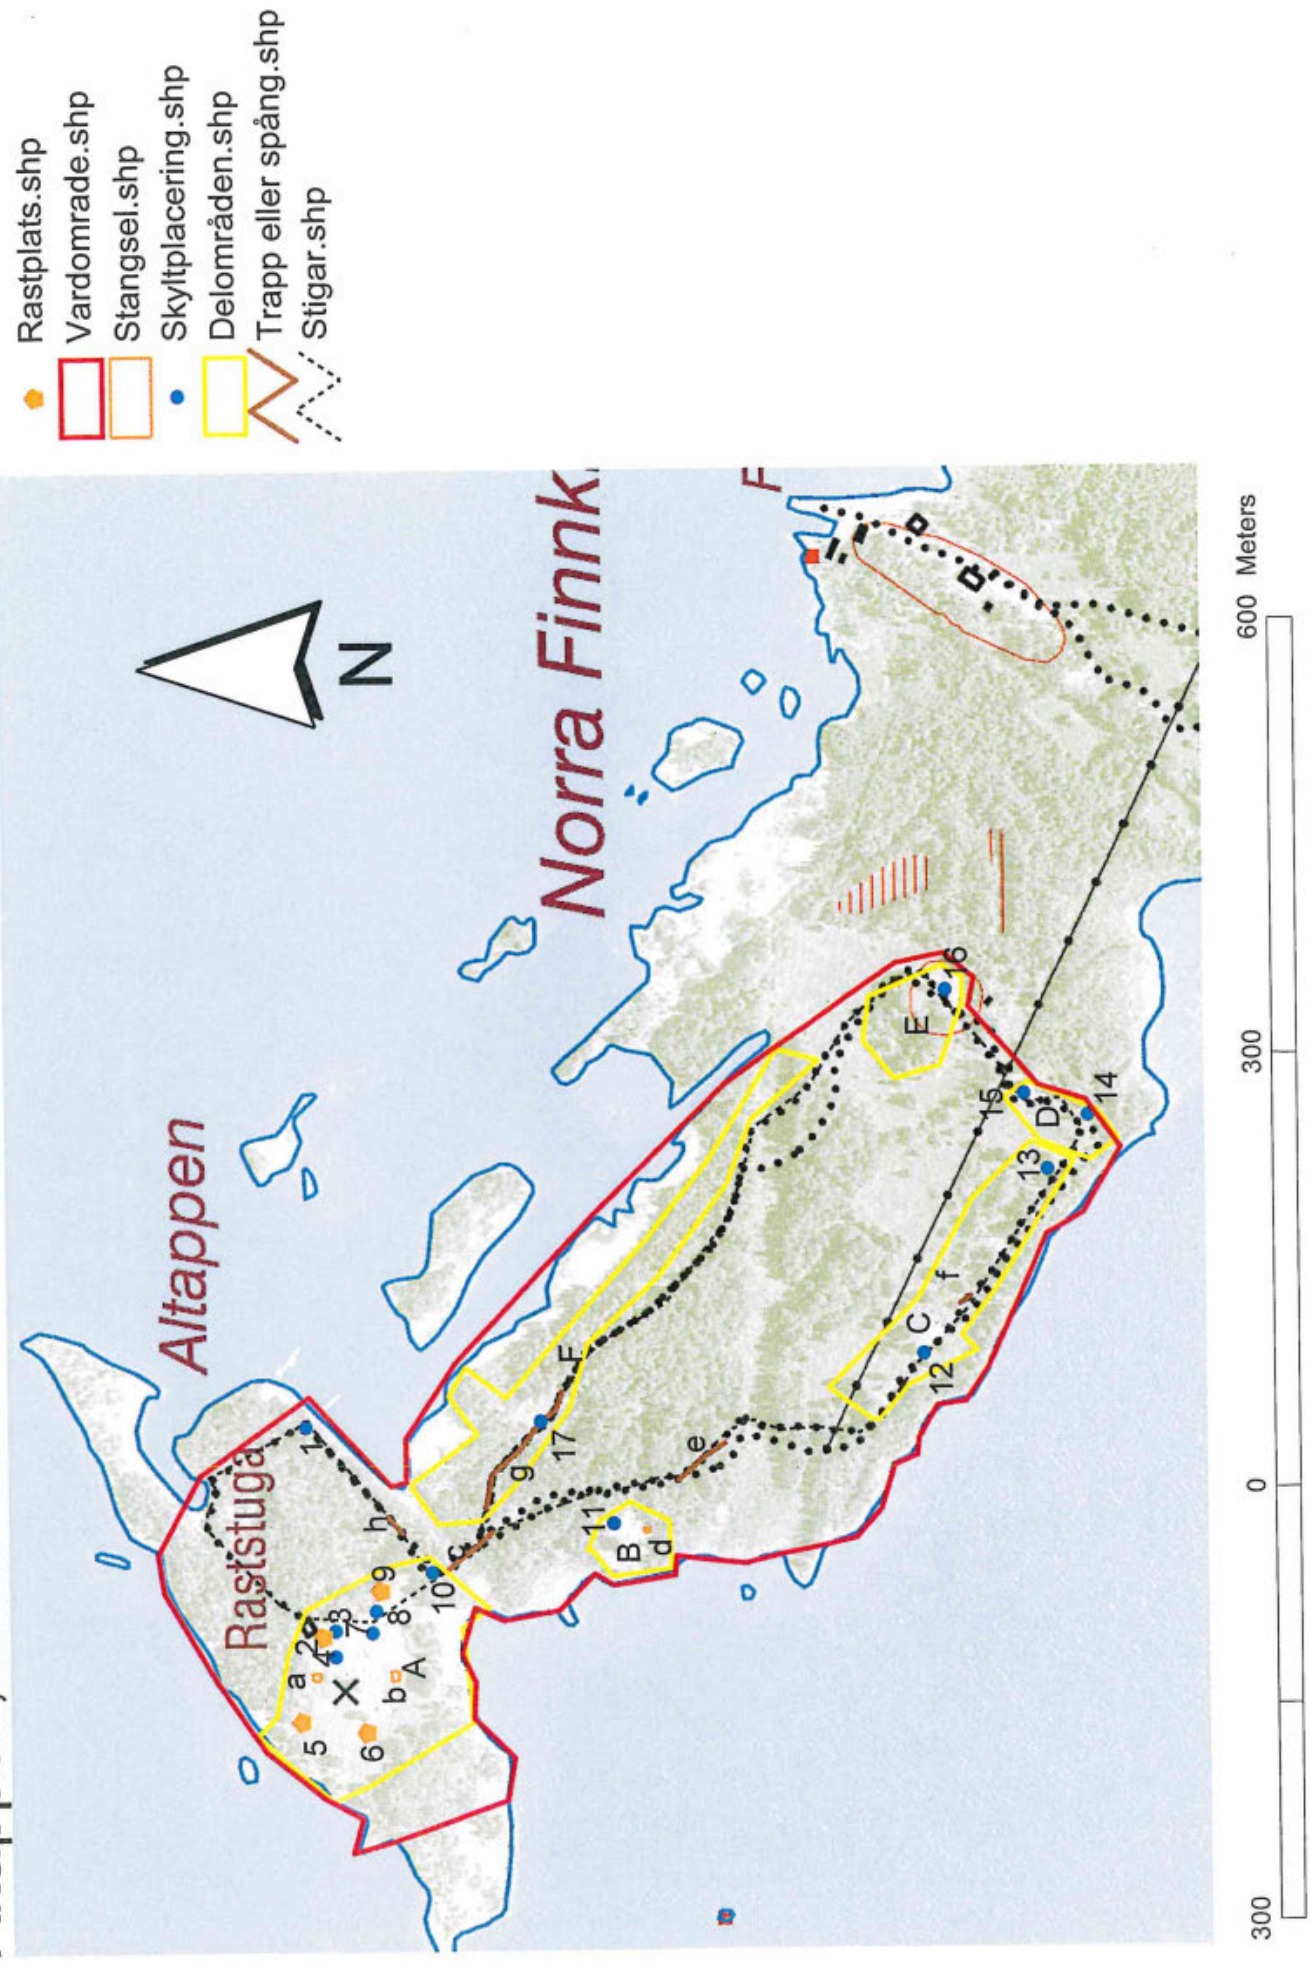 Rastplats.shp
Vardomrade.shp
Stangsel.shp
Skyltplacering.shp
Delområden.shp
Trapp eller spång.shp
Stigar.shp
N
Norra Finnk
F
Altappen
Raststuga
1
h
9
10
c
2
3
4
7
8
a
b
A
5
6
g
17
F
11
B
d
e
12
C
f
13
14
D
15
E
16
300
0
300
600 Meters